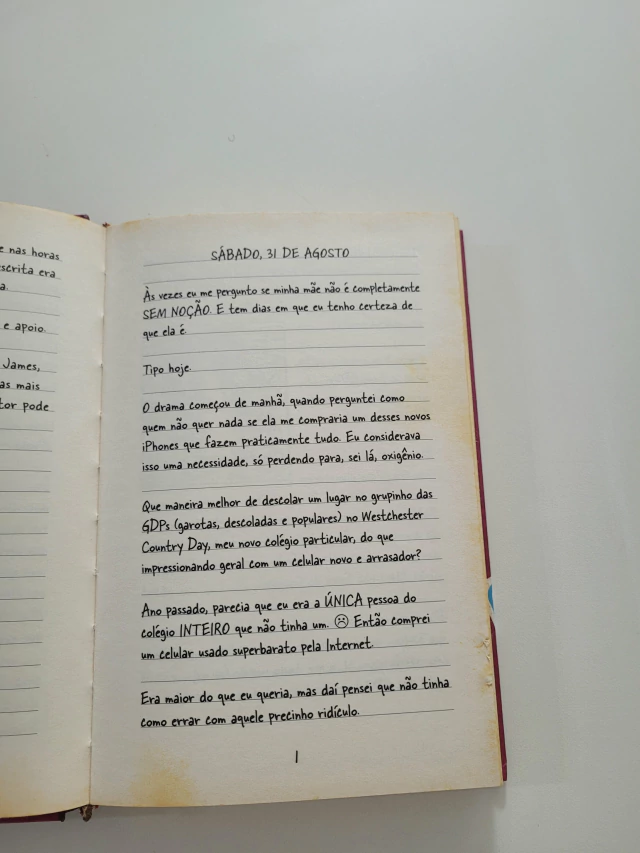 e nas horas
scrita era
a.
e apoio.
James,
as mais
tor pode
SÁBADO, 31 DE AGOSTO
Às vezes eu me pergunto se minha mãe não é completamente
SEM NOÇÃO. E tem dias em que eu tenho certeza de
que ela é.
Tipo hoje.
O drama começou de manhã, quando perguntei como
quem não quer nada se ela me compraria um desses novos
iPhones que fazem praticamente tudo. Eu considerava
isso uma necessidade, só perdendo para, sei lá, oxigênio.
Que maneira melhor de descolar um lugar no grupinho das
GDPs (garotas, descoladas e populares) no Westchester
Country Day, meu novo colégio particular, do que
impressionando geral com um celular novo e arrasador?
Ano passado, parecia que eu era a ÚNICA pessoa do
colégio INTEIRO que não tinha um. ☹ Então comprei
um celular usado superbarato pela Internet.
Era maior do que eu queria, mas daí pensei que não tinha
como errar com aquele precinho ridículo.
1